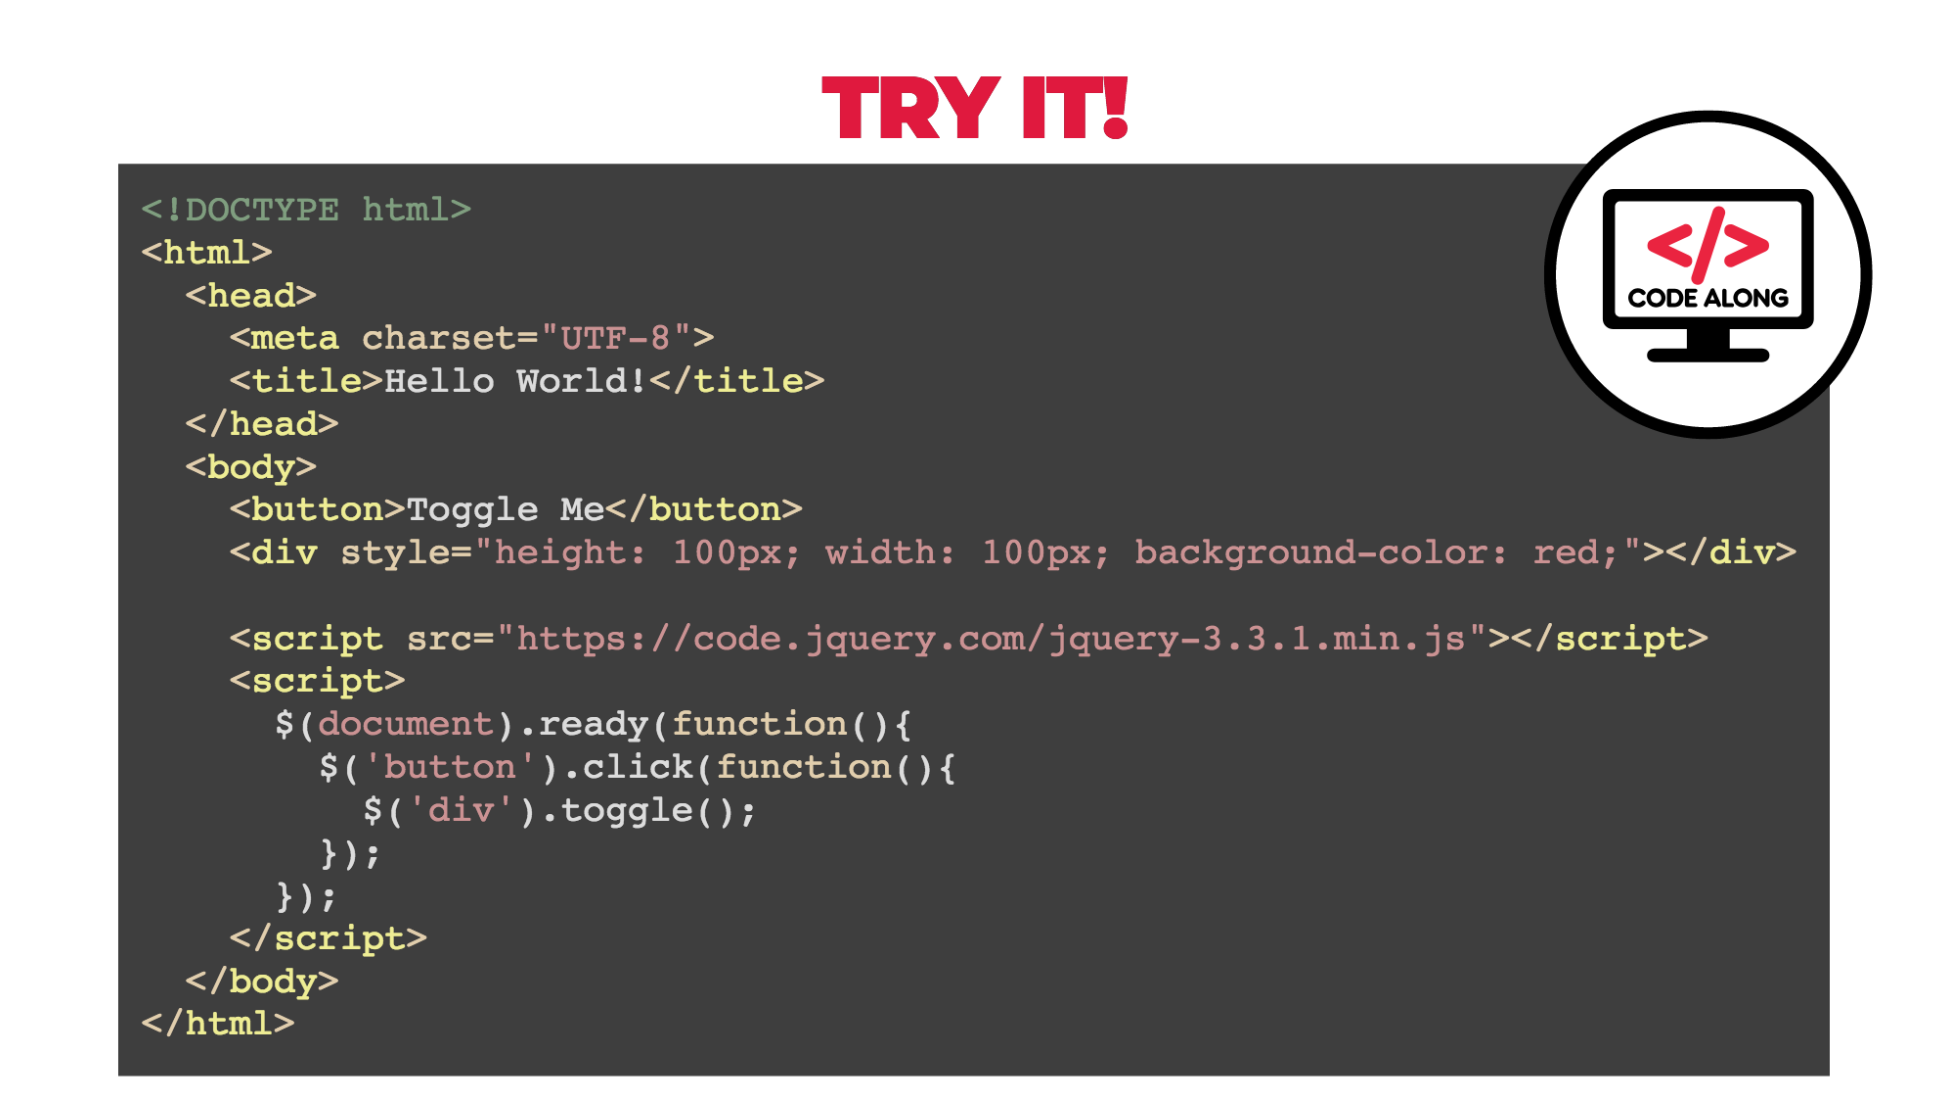 TRY IT!
</>
CODE ALONG
<!DOCTYPE html>
<html>
  <head>
    <meta charset="UTF-8">
    <title>Hello World!</title>
  </head>
  <body>
    <button>Toggle Me</button>
    <div style="height: 100px; width: 100px; background-color: red;"></div>

    <script src="https://code.jquery.com/jquery-3.3.1.min.js"></script>
    <script>
      $(document).ready(function(){
        $('button').click(function(){
          $('div').toggle();
        });
      });
    </script>
  </body>
</html>